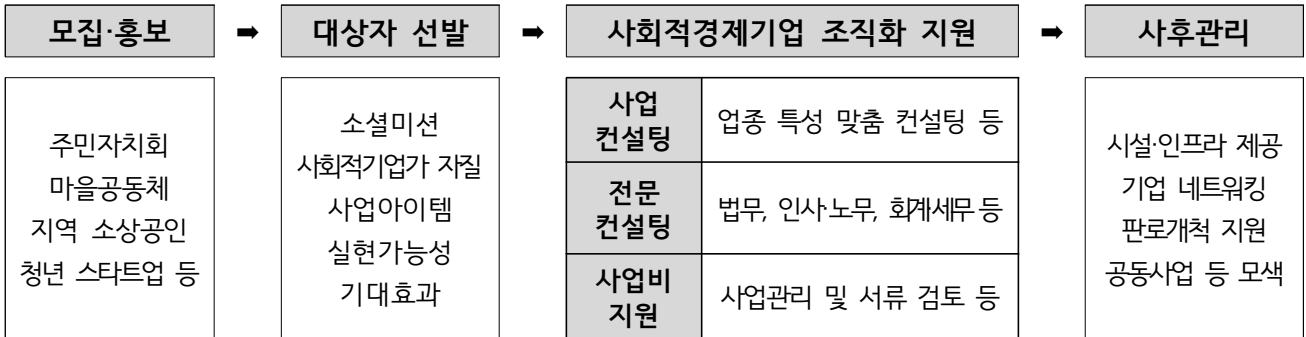 모집·홍보 ➡ 대상자 선발 ➡ 사회적경제기업 조직화 지원 ➡ 사후관리
주민자치회
마을공동체
지역 소상공인
청년 스타트업 등
소셜미션
사회적기업가 자질
사업아이템
실현가능성
기대효과
사업
컨설팅
업종 특성 맞춤 컨설팅 등
전문
컨설팅
법무, 인사·노무, 회계세무 등
사업비
지원
사업관리 및 서류 검토 등
시설·인프라 제공
기업 네트워킹
판로개척 지원
공동사업 등 모색